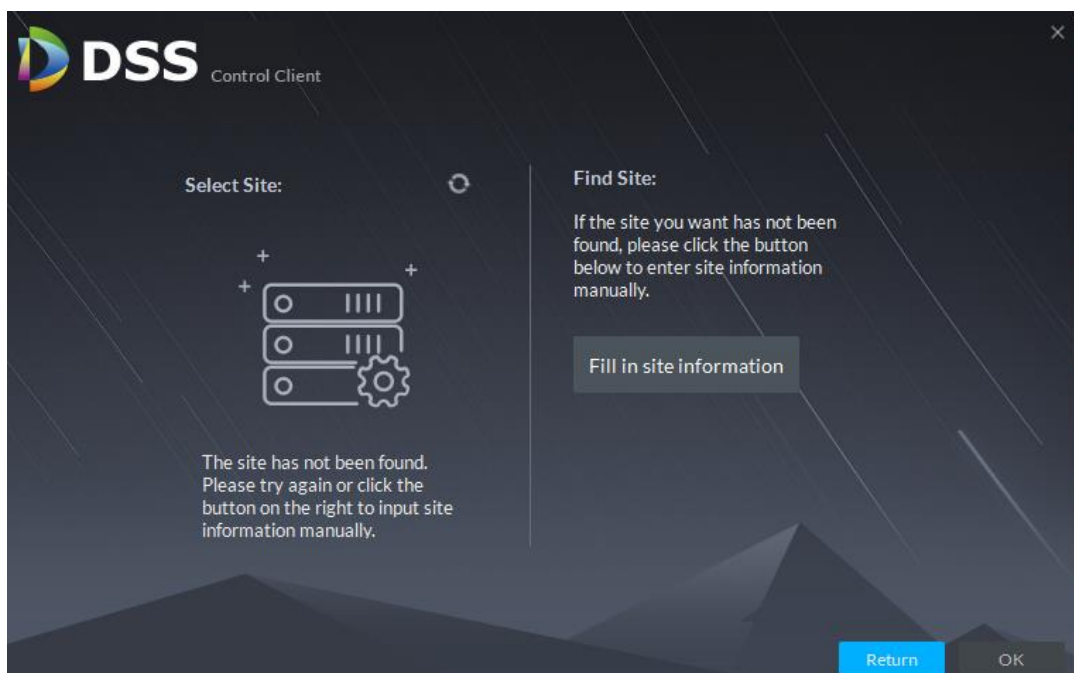 DSS Control Client
Select Site:
The site has not been found.
Please try again or click the
button on the right to input site
information manually.
Find Site:
If the site you want has not been
found, please click the button
below to enter site information
manually.
Fill in site information
Return
OK